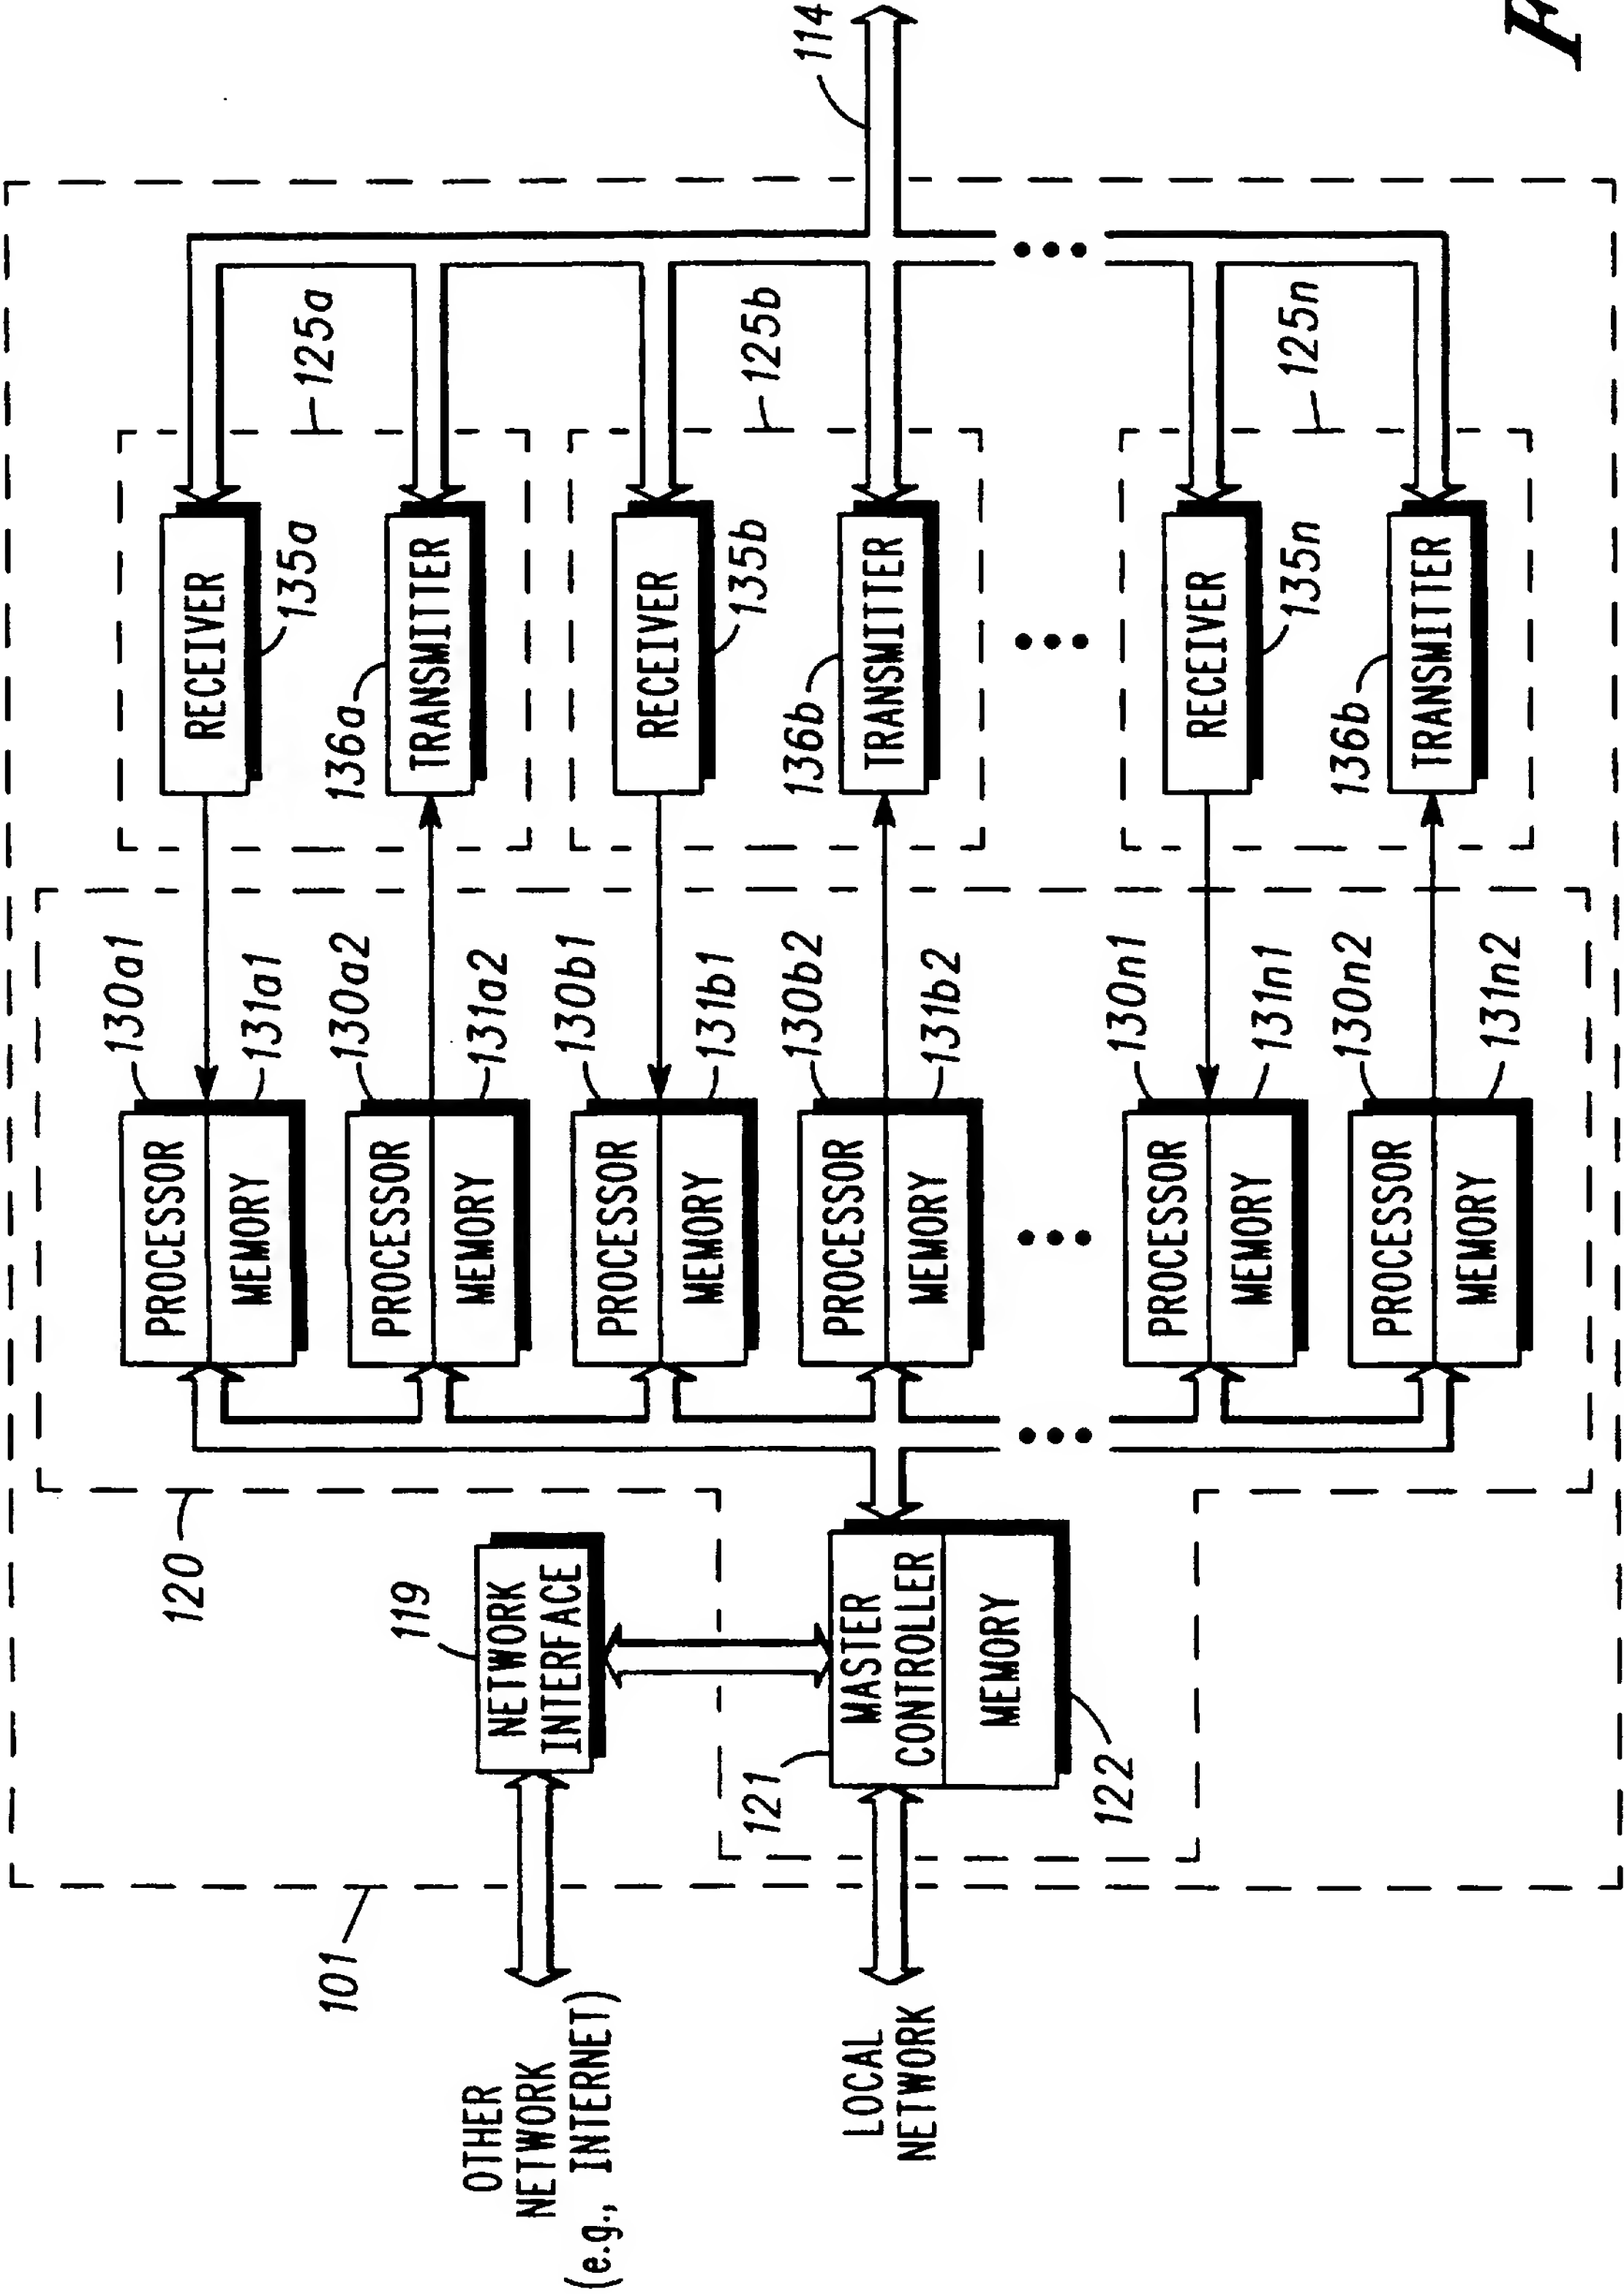 114
F
125a
125b
125n
RECEIVER
135a
136a
TRANSMITTER
RECEIVER
135b
136b
TRANSMITTER
RECEIVER
135n
136b
TRANSMITTER
130a1
131a1
130a2
131a2
130b1
131b1
130b2
131b2
130n1
131n1
130n2
131n2
PROCESSOR
MEMORY
PROCESSOR
MEMORY
PROCESSOR
MEMORY
PROCESSOR
MEMORY
PROCESSOR
MEMORY
PROCESSOR
MEMORY
120
119
NETWORK
INTERFACE
121
MASTER
CONTROLLER
MEMORY
122
101
OTHER
NETWORK
(e.g., INTERNET)
LOCAL
NETWORK